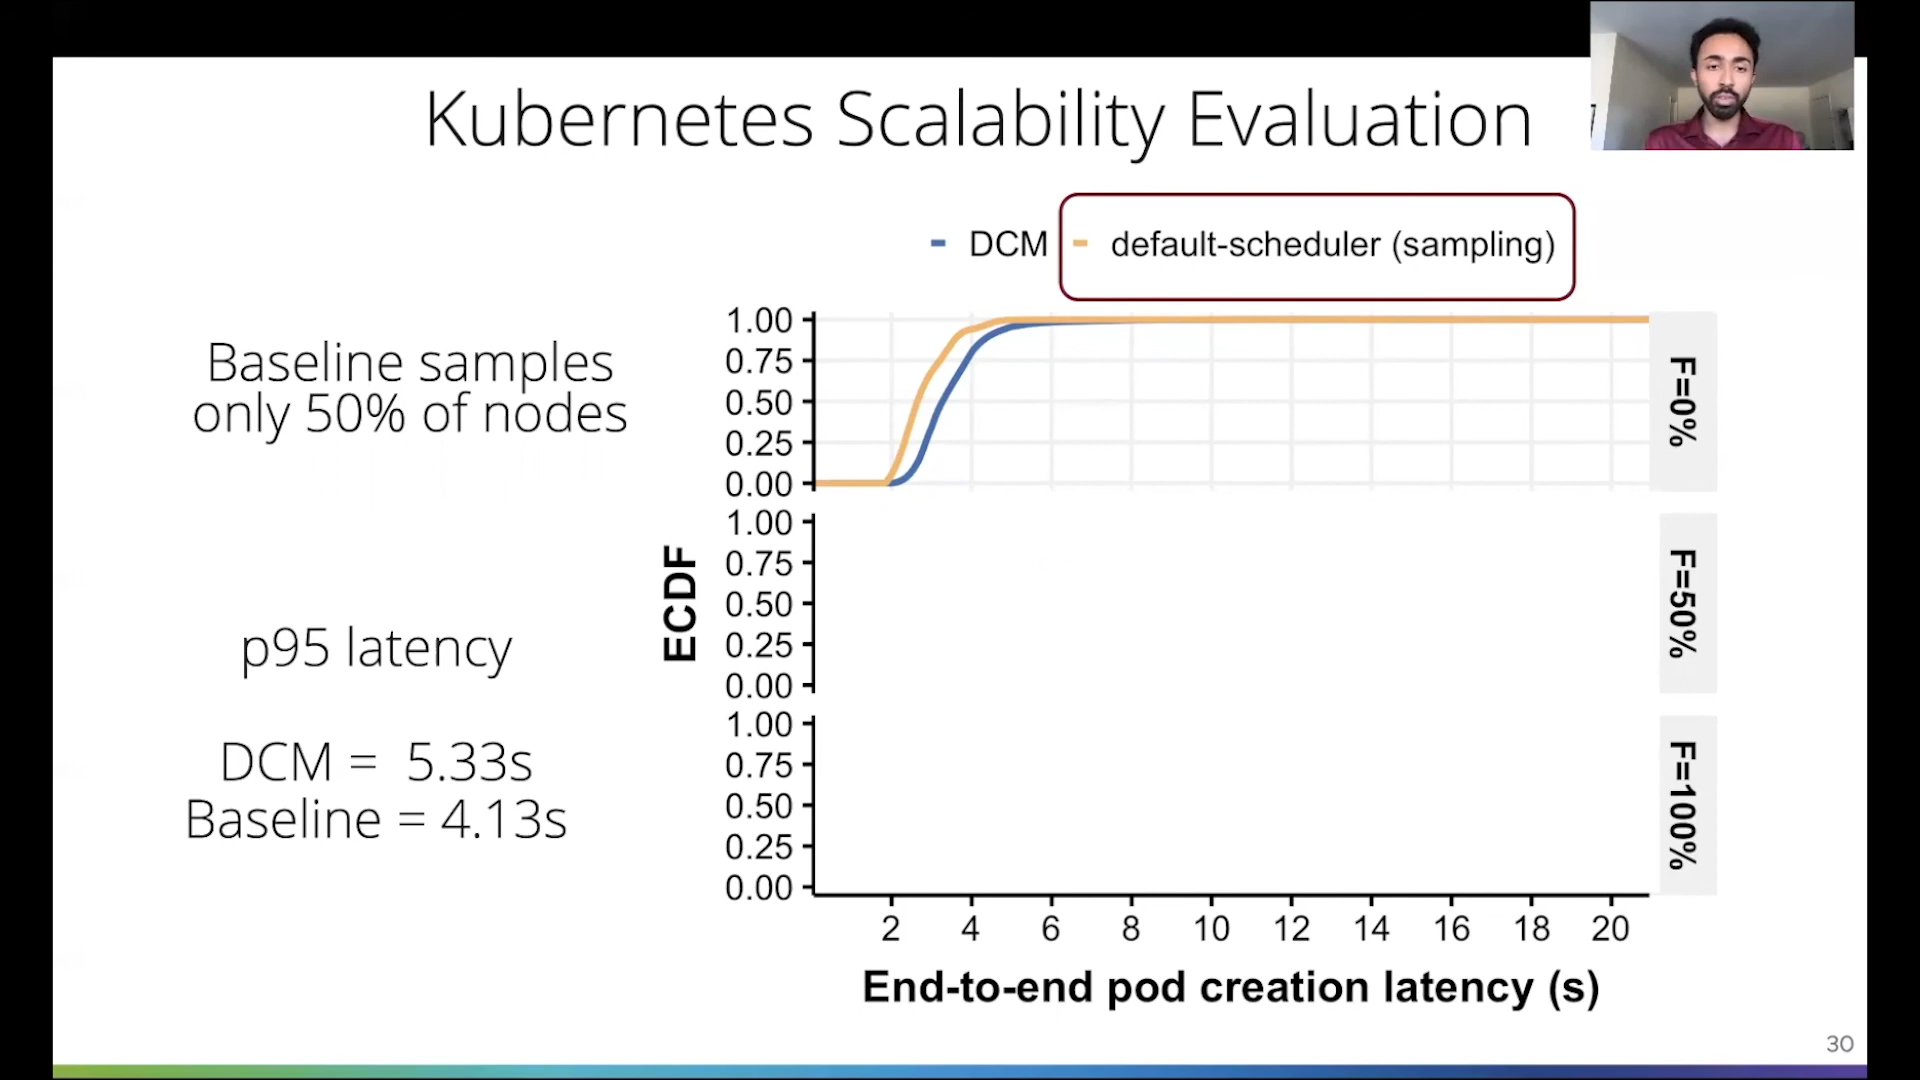 Kubernetes Scalability Evaluation
DCM
default-scheduler (sampling)
Baseline samples
only 50% of nodes
p95 latency
DCM = 5.33s
Baseline = 4.13s
ECDF
1.00
0.75
0.50
0.25
0.00
F=0%
1.00
0.75
0.50
0.25
0.00
F=50%
1.00
0.75
0.50
0.25
0.00
F=100%
2 4 6 8 10 12 14 16 18 20
End-to-end pod creation latency (s)
30